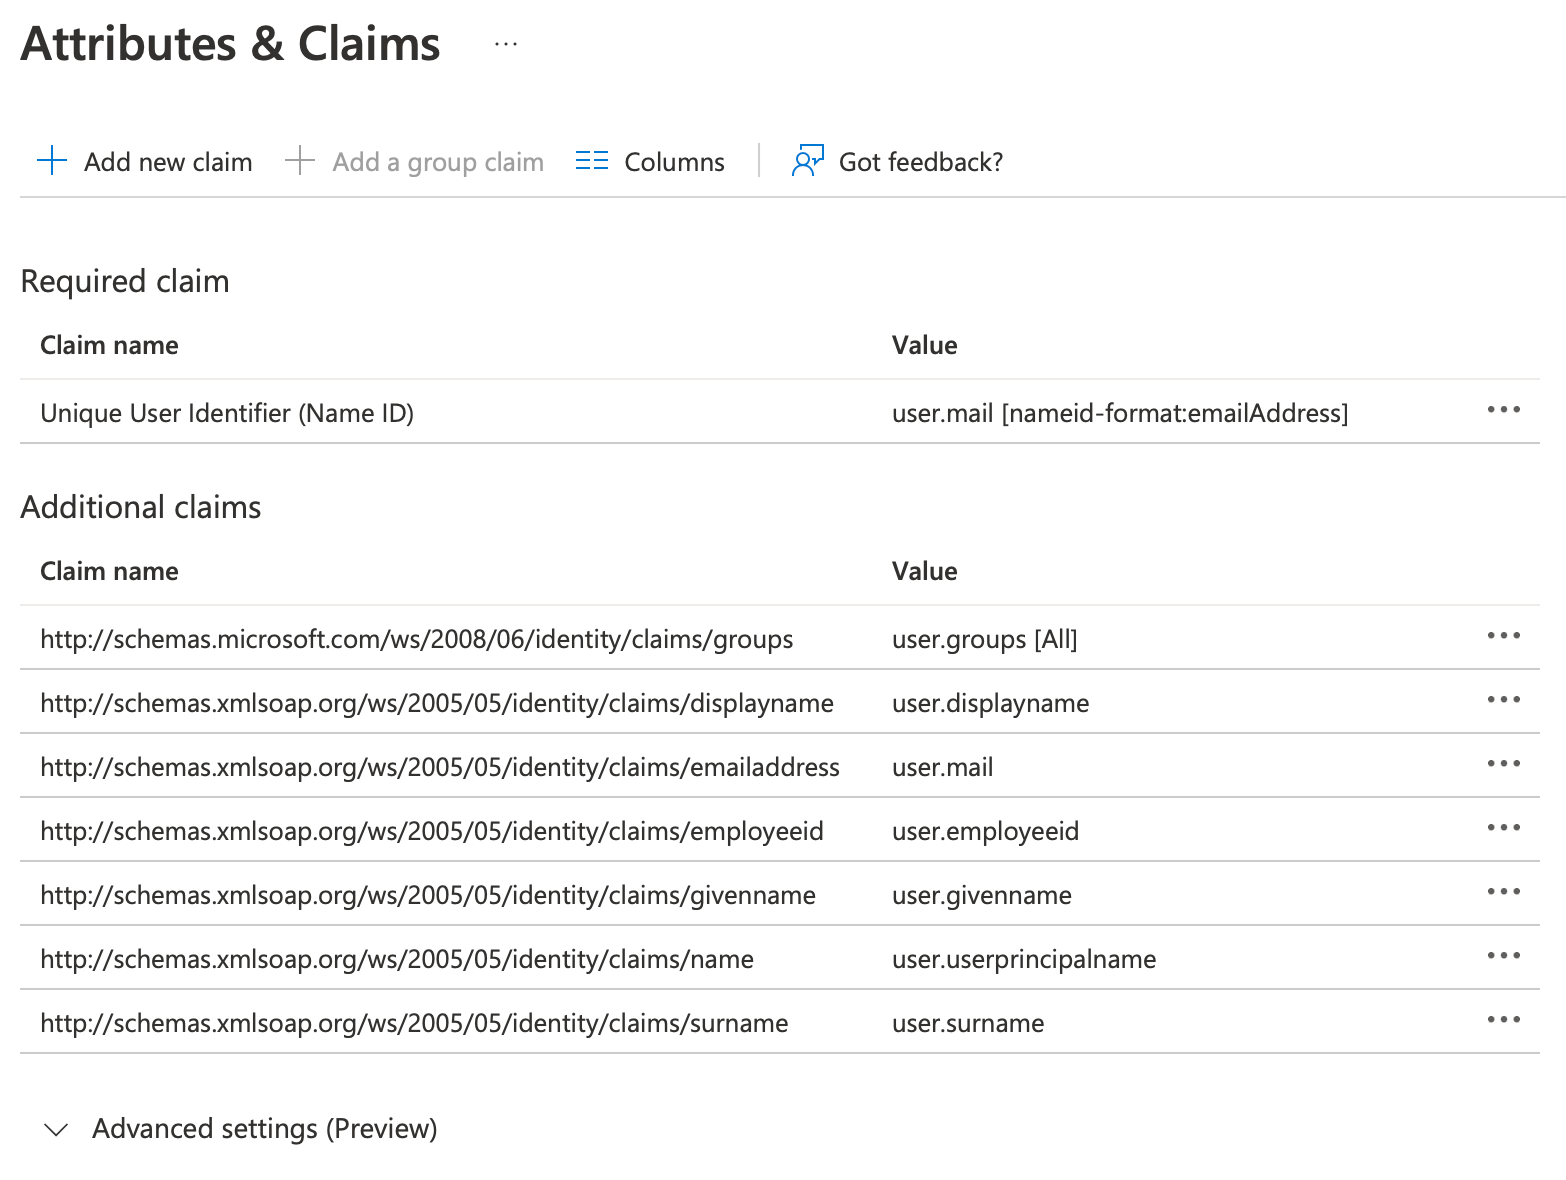 Attributes & Claims ...
Add new claim Add a group claim Columns Got feedback?
Required claim
Claim name Value
Unique User Identifier (Name ID) user.mail [nameid-format:emailAddress]
Additional claims
Claim name Value
http://schemas.microsoft.com/ws/2008/06/identity/claims/groups user.groups [All]
http://schemas.xmlsoap.org/ws/2005/05/identity/claims/displayname user.displayname
http://schemas.xmlsoap.org/ws/2005/05/identity/claims/emailaddress user.mail
http://schemas.xmlsoap.org/ws/2005/05/identity/claims/employeeid user.employeeid
http://schemas.xmlsoap.org/ws/2005/05/identity/claims/givenname user.givenname
http://schemas.xmlsoap.org/ws/2005/05/identity/claims/name user.userprincipalname
http://schemas.xmlsoap.org/ws/2005/05/identity/claims/surname user.surname
Advanced settings (Preview)